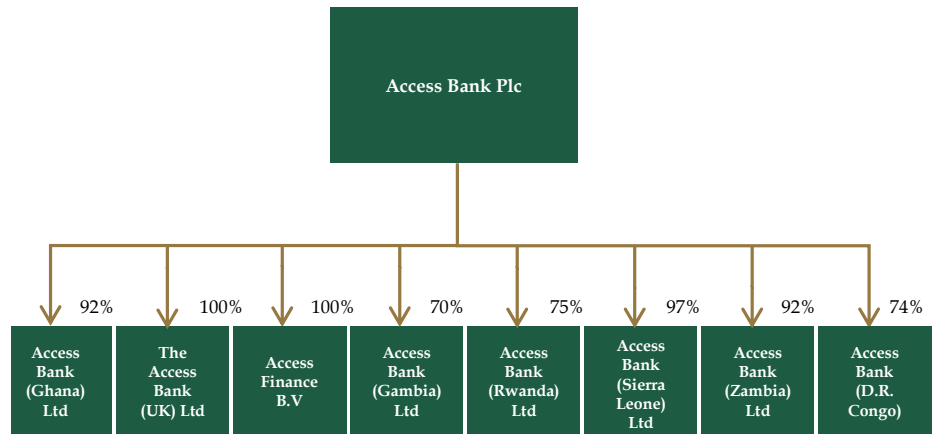 Access Bank Plc
92%
100%
100%
70%
75%
97%
92%
74%
Access
Bank
(Ghana)
Ltd
The
Access
Bank
(UK) Ltd
Access
Finance
B.V
Access
Bank
(Gambia)
Ltd
Access
Bank
(Rwanda)
Ltd
Access
Bank
(Sierra
Leone)
Ltd
Access
Bank
(Zambia)
Ltd
Access
Bank
(D.R.
Congo)